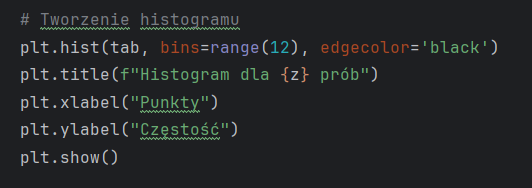 # Tworzenie histogramu
plt.hist(tab, bins=range(12), edgecolor='black')
plt.title(f"Histogram dla {z} prób")
plt.xlabel("Punkty")
plt.ylabel("Częstość")
plt.show()